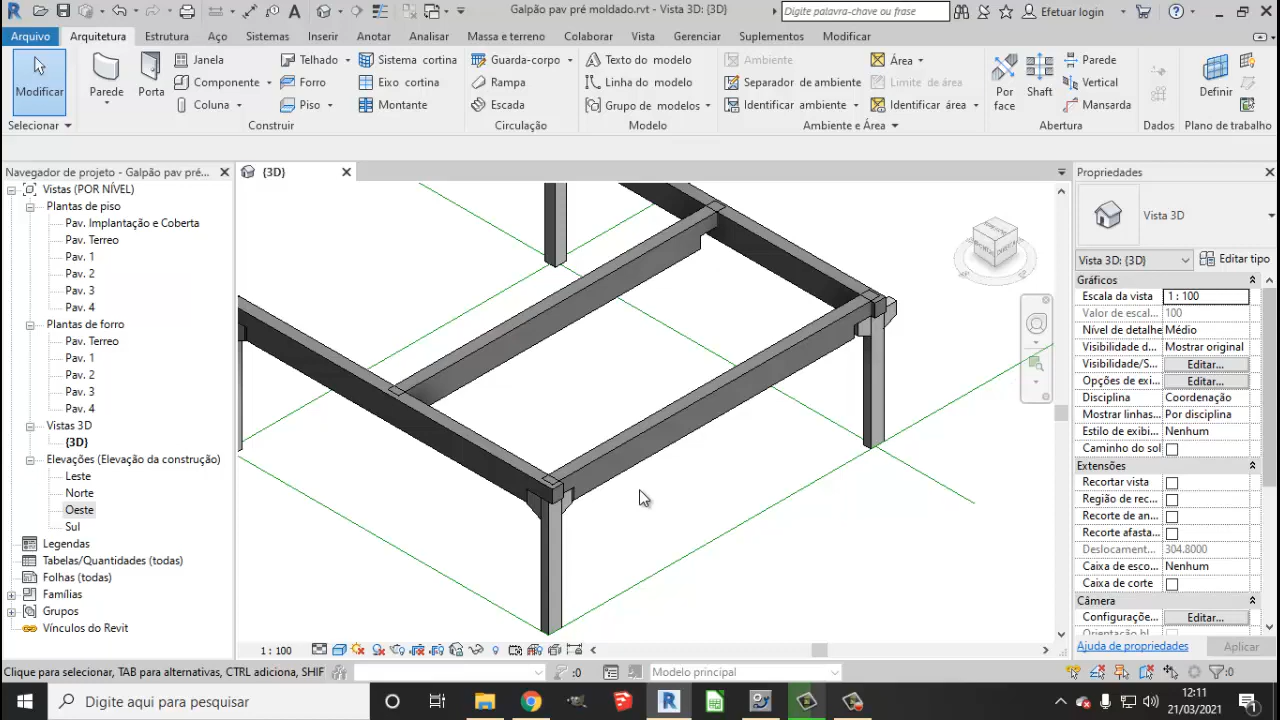 Galpão pav pré moldado.rvt - Vista 3D: {3D}
Digite palavra-chave ou frase
Efetuar login
Arquivo
Arquitetura
Estrutura
Aço
Sistemas
Inserir
Anotar
Analisar
Massa e terreno
Colaborar
Vista
Gerenciar
Suplementos
Modificar
Modificar
Parede
Porta
Janela
Componente
Coluna
Telhado
Forro
Piso
Sistema cortina
Eixo cortina
Montante
Guarda-corpo
Rampa
Escada
Texto do modelo
Linha do modelo
Grupo de modelos
Ambiente
Separador de ambiente
Identificar ambiente
Área
Limite de área
Identificar área
Por face
Shaft
Parede
Vertical
Mansarda
Definir
Selecionar
Construir
Circulação
Modelo
Ambiente e Área
Abertura
Dados
Plano de trabalho
Navegador de projeto - Galpão pav pré...
{3D}
Propriedades
Vistas (POR NÍVEL)
Plantas de piso
Pav. Implantação e Coberta
Pav. Terreo
Pav. 1
Pav. 2
Pav. 3
Pav. 4
Plantas de forro
Pav. Terreo
Pav. 1
Pav. 2
Pav. 3
Pav. 4
Vistas 3D
{3D}
Elevações (Elevação da construção)
Leste
Norte
Oeste
Sul
Legendas
Tabelas/Quantidades (todas)
Folhas (todas)
Famílias
Grupos
Vínculos do Revit
Vista 3D
Vista 3D: {3D}
Editar tipo
Gráficos
Escala da vista 1 : 100
Valor de escal... 100
Nível de detalhe Médio
Visibilidade d... Mostrar original
Visibilidade/S... Editar...
Opções de exi... Editar...
Disciplina Coordenação
Mostrar linhas... Por disciplina
Estilo de exibi... Nenhum
Caminho do sol
Extensões
Recortar vista
Região de rec...
Recorte de an...
Recorte afasta...
Deslocament... 304.8000
Caixa de esco... Nenhum
Caixa de corte
Câmera
Configuraçõe... Editar...
Ajuda de propriedades
Aplicar
1 : 100
Clique para selecionar, TAB para alternativas, CTRL adiciona, SHIF
:0
Modelo principal
:0
Digite aqui para pesquisar
12:11
21/03/2021